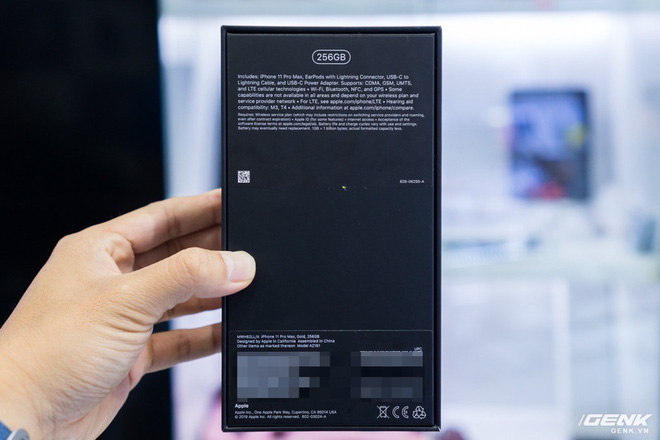 256GB
Includes: iPhone 11 Pro Max, EarPods with Lightning Connector, USB-C to
Lightning Cable, and USB-C Power Adapter. Supports: CDMA, GSM, UMTS,
and LTE cellular technologies • Wi-Fi, Bluetooth, NFC, and GPS • Some
capabilities are not available in all areas and depend on your wireless plan and
service provider network • For LTE, see apple.com/iphone/LTE • Hearing aid
compatibility: M3, T4 • Additional information at apple.com/iphone/compare.
Requires: Wireless service plan (which may include restrictions on switching service providers and roaming,
even after contract expiration) • Apple ID (for some features) • Internet access • Acceptance of the
software license terms at apple.com/legal/sla. Battery life and charge cycles vary with use and settings.
Battery may eventually need replacement. 1GB = 1 billion bytes; actual formatted capacity less.
iPhone 11 Pro Max, Gold, 256GB
Designed by Apple in California Assembled in China
Other items as marked thereon Model A2161
UPC
Apple
Apple Inc., One Apple Park Way, Cupertino, CA 95014 USA
© 2019 Apple Inc. All rights reserved.
GENK
GENK.VN